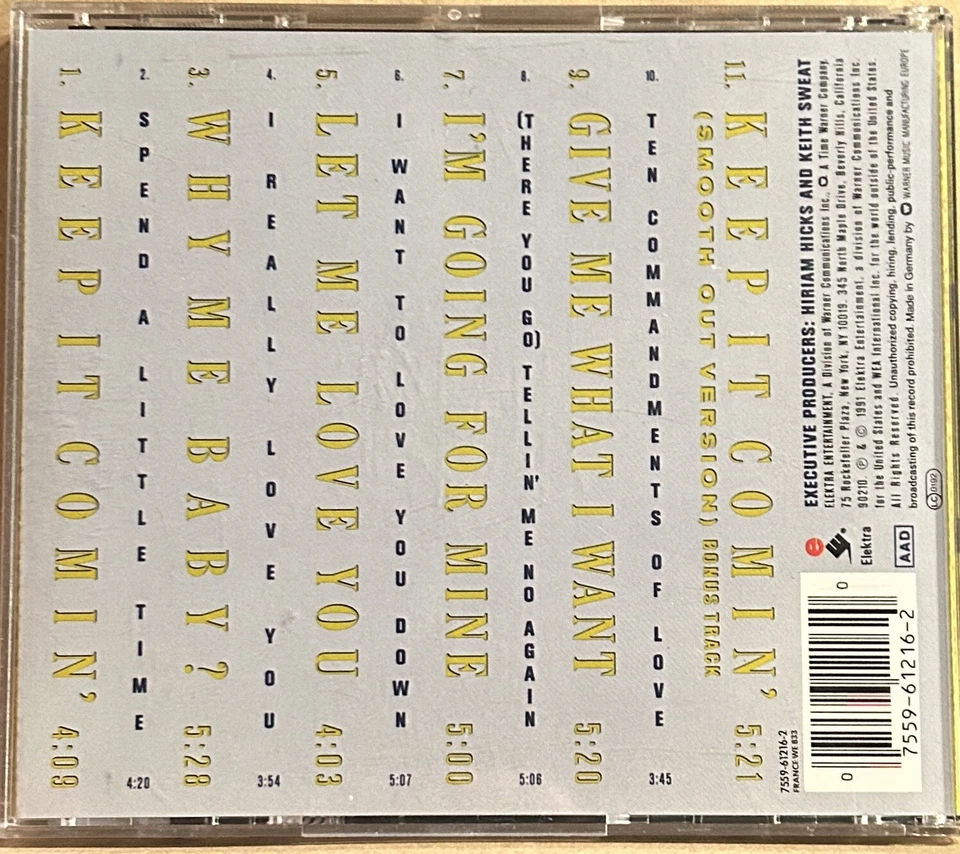 1. KEEP IT COMIN' 4:09
2. SPEND A LITTLE TIME 4:20
3. WHY ME BABY? 5:28
4. I REALLY LOVE YOU 3:54
5. LET ME LOVE YOU 4:03
6. I WANT TO LOVE YOU DOWN 5:07
7. I'M GOING FOR MINE 5:00
8. (THERE YOU GO) TELLIN' ME NO AGAIN 5:06
9. GIVE ME WHAT I WANT 5:20
10. TEN COMMANDMENTS OF LOVE 3:45
11. KEEP IT COMIN' 5:21
(SMOOTH OUT VERSION) BONUS TRACK
EXECUTIVE PRODUCERS: HIRIAM HICKS AND KEITH SWEAT
ELEKTRA ENTERTAINMENT, A Division of Warner Communications Inc., A Time Warner Company.
75 Rockefeller Plaza, New York, NY 10019. 345 North Maple Drive, Beverly Hills, California
90210. ℗ & © 1991 Elektra Entertainment, a division of Warner Communications Inc.
for the United States and WEA International Inc. for the world outside of the United States.
All Rights Reserved. Unauthorized copying, hiring, lending, public performance and
broadcasting of this record prohibited. Made in Germany by WARNER MUSIC MANUFACTURING EUROPE
LC 0192
e
Elektra
AAD
7559-61216-2
FRANCE: WE 833
0
0
7559-61216-2